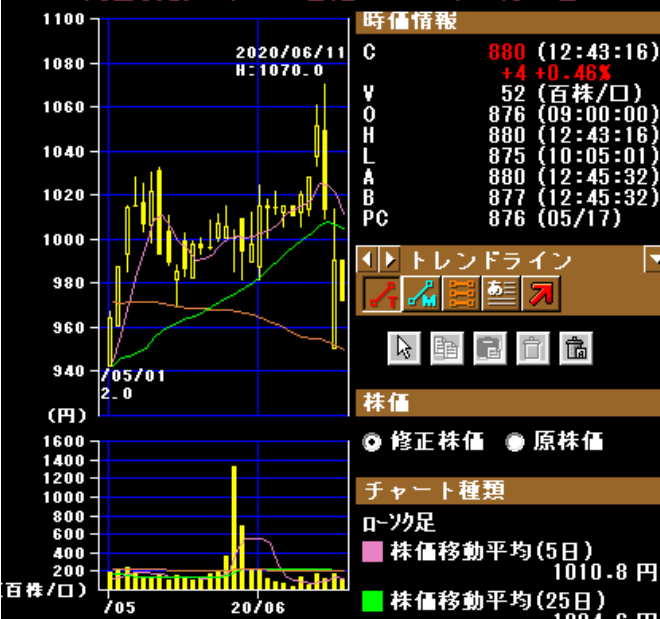 1100
1080
1060
1040
1020
1000
980
960
940
(円)
2020/06/11
H:1070.0
/05/01
2.0
1600
1400
1200
1000
800
600
400
200
百株/口)
/05
20/06
時価情報
C 880 (12:43:16)
+4 +0.46%
V 52 (百株/口)
O 876 (09:00:00)
H 880 (12:43:16)
L 875 (10:05:01)
A 880 (12:45:32)
B 877 (12:45:32)
PC 876 (05/17)
トレンドライン
T M あ
株価
修正株価 原株価
チャート種類
ローソク足
株価移動平均(5日)
1010.8 円
株価移動平均(25日)